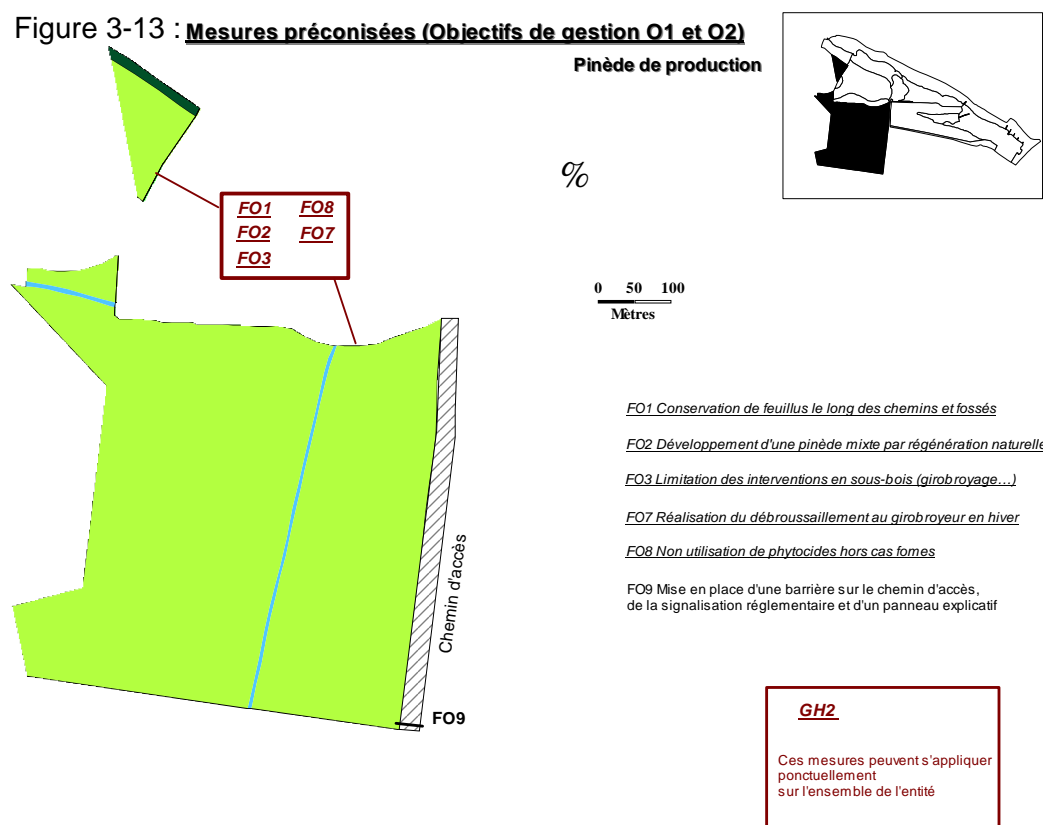 Figure 3-13 : Mesures préconisées (Objectifs de gestion O1 et O2)
Pinède de production
%
FO1 FO8
FO2 FO7
FO3
0 50 100
Mètres
FO1 Conservation de feuillus le long des chemins et fossés
FO2 Développement d'une pinède mixte par régénération naturelle
FO3 Limitation des interventions en sous-bois (girobroyage…)
FO7 Réalisation du débroussaillement au girobroyeur en hiver
FO8 Non utilisation de phytocides hors cas fomes
FO9 Mise en place d'une barrière sur le chemin d'accès,
de la signalisation réglementaire et d'un panneau explicatif
Chemin d'accès
FO9
GH2
Ces mesures peuvent s'appliquer
ponctuellement
sur l'ensemble de l'entité